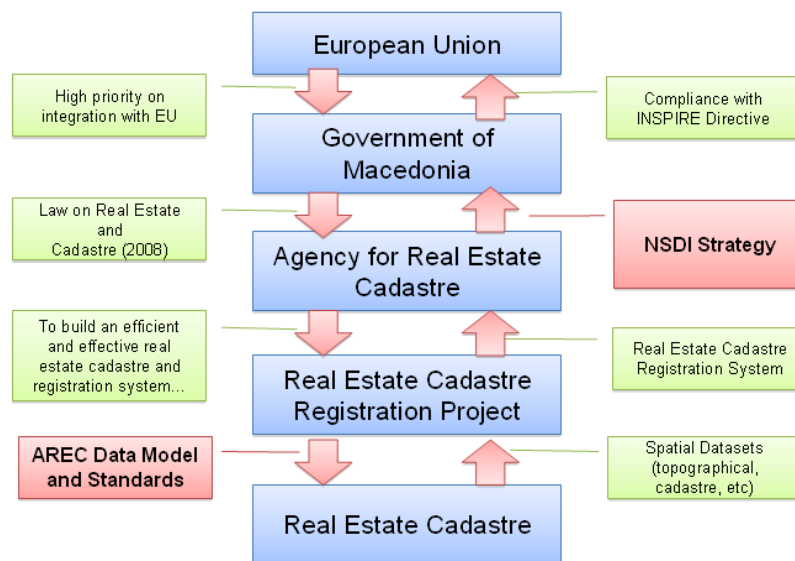 European Union
High priority on
integration with EU
Compliance with
INSPIRE Directive
Government of
Macedonia
Law on Real Estate
and
Cadastre (2008)
NSDI Strategy
Agency for Real Estate
Cadastre
To build an efficient
and effective real
estate cadastre and
registration system...
Real Estate Cadastre
Registration System
Real Estate Cadastre
Registration Project
AREC Data Model
and Standards
Spatial Datasets
(topographical,
cadastre, etc)
Real Estate Cadastre